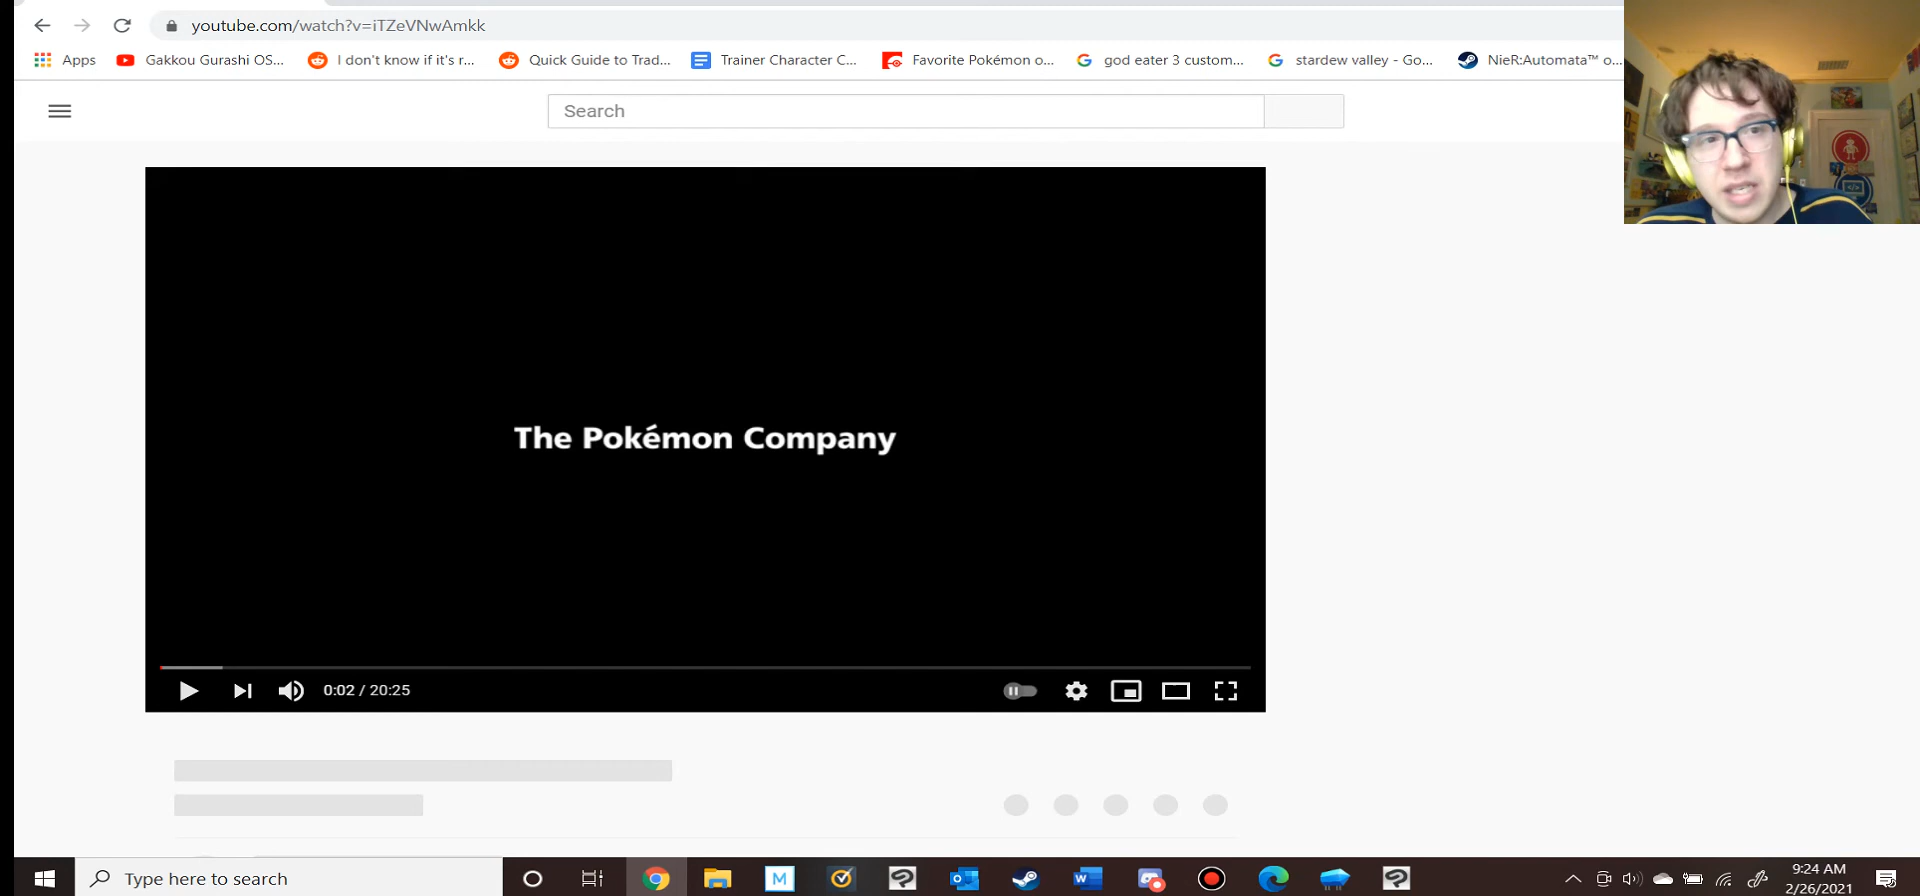 youtube.com/watch?v=iTZeVNwAmkk
Apps
Gakkou Gurashi OS...
I don't know if it's r...
Quick Guide to Trad...
Trainer Character C...
Favorite Pokémon o...
god eater 3 custom...
stardew valley - Go...
NieR:Automata™ o...
Search
The Pokémon Company
0:02 / 20:25
Type here to search
9:24 AM
2/26/2021